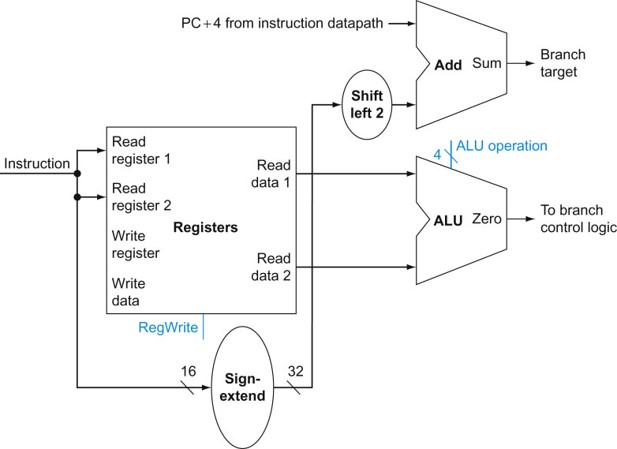 PC+4 from instruction datapath
Add Sum
Branch
target
Shift
left 2
Instruction
Read
register 1
Read
register 2
Write
register
Write
data
Registers
Read
data 1
Read
data 2
RegWrite
4
ALU operation
ALU Zero
To branch
control logic
16
Sign-
extend
32